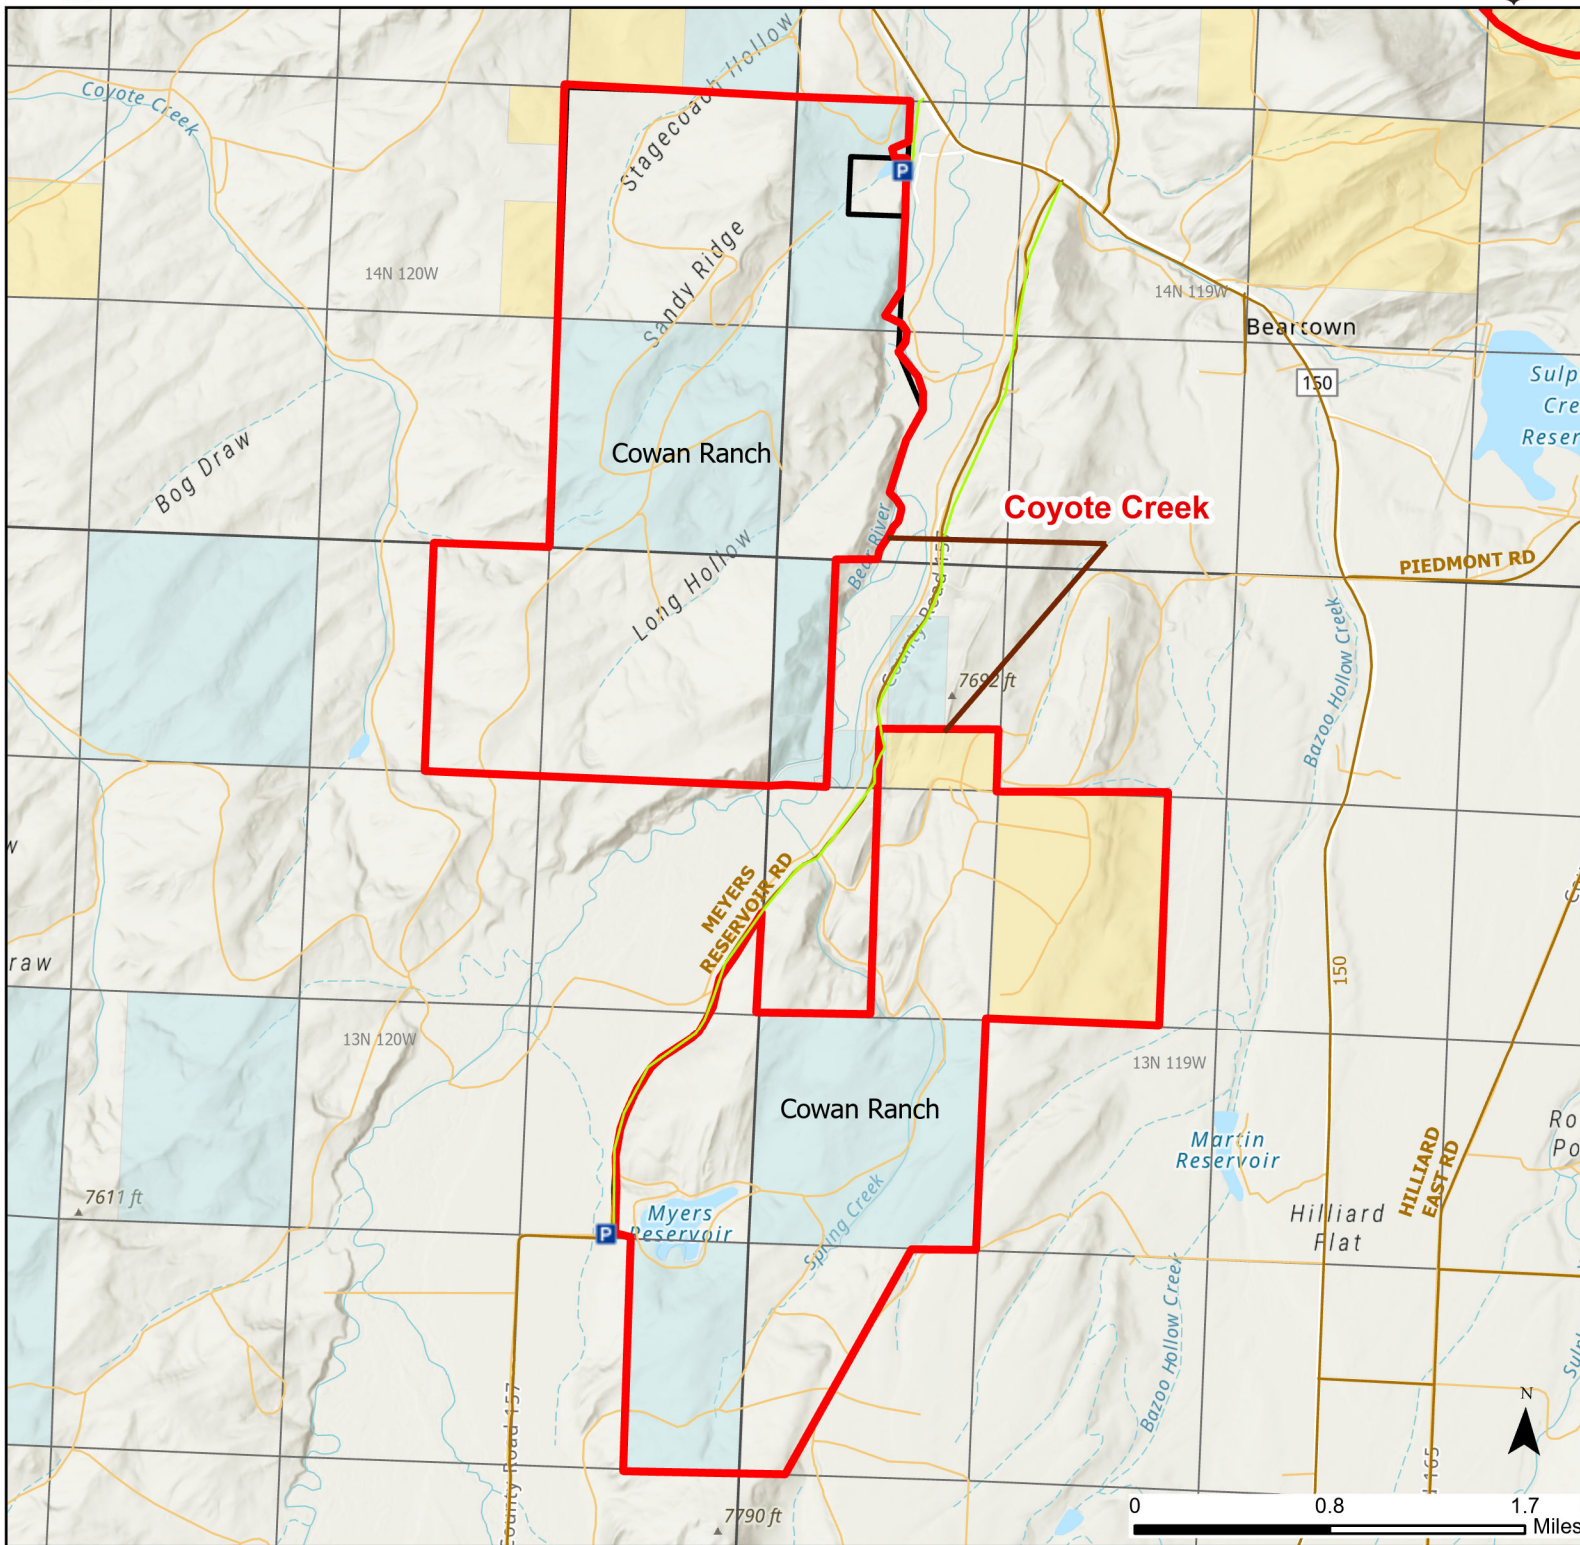 Coyote Creek
Stagecoach Hollow
P
14N 120W
Sandy Ridge
14N 119W
Beartown
150
Bog Draw
Cowan Ranch
Coyote Creek
Bear River
Long Hollow
County Road 157
PIEDMONT RD
7692 ft
Bazoo Hollow Creek
MEYERS
RESERVOIR RD
raw
150
13N 120W
13N 119W
Cowan Ranch
Martin
Reservoir
HILLIARD
EAST RD
7611 ft
Myers
Reservoir
Spring Creek
Hilliard
Flat
P
Bazoo Hollow Creek
County Road 157
7790 ft
N
0 0.8 1.7
Miles